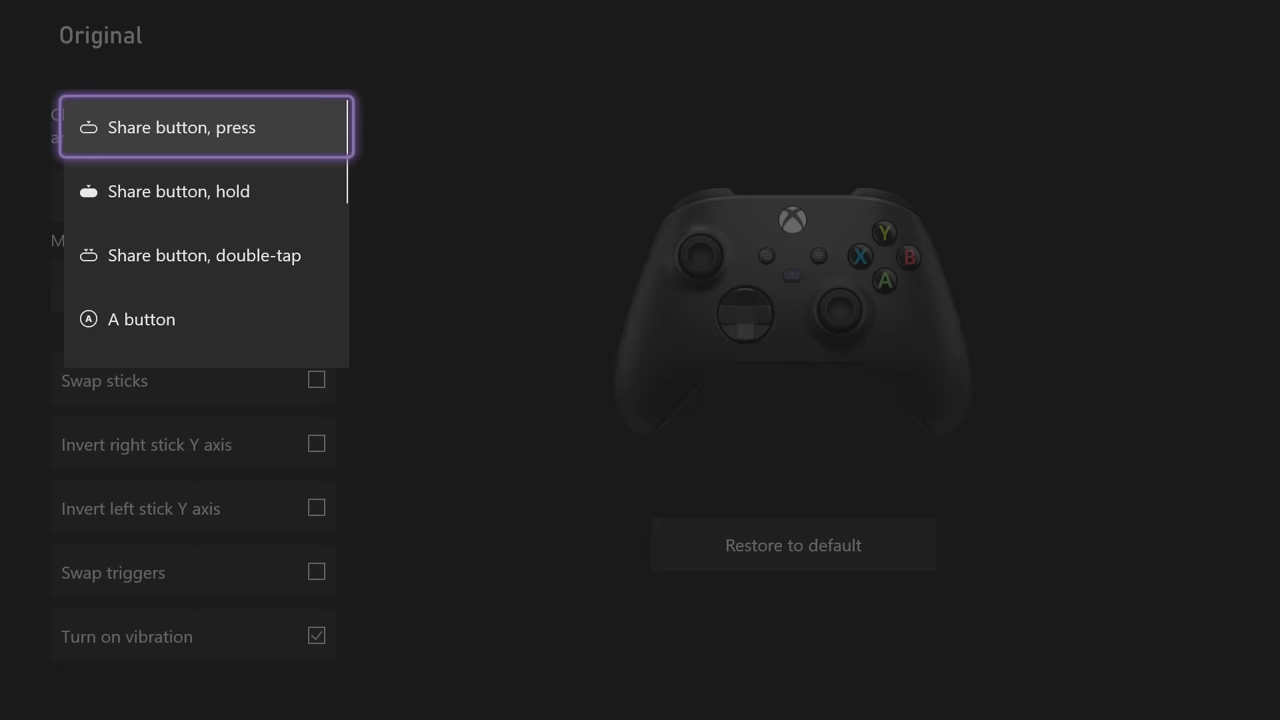 Original
Share button, press
Share button, hold
M
Share button, double-tap
A A button
Swap sticks
Invert right stick Y axis
Invert left stick Y axis
Swap triggers
Turn on vibration
Y
X
B
A
Restore to default